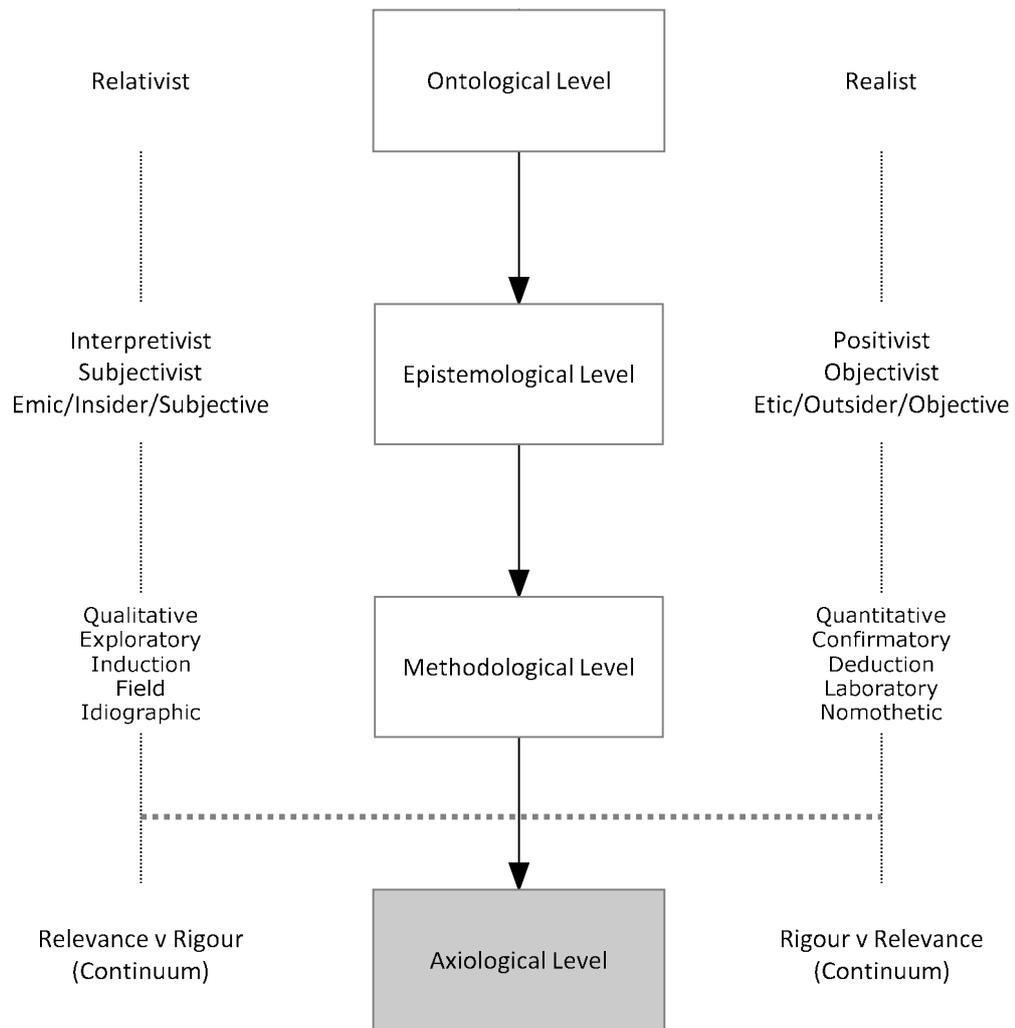 Relativist
Ontological Level
Realist
Interpretivist
Subjectivist
Emic/Insider/Subjective
Epistemological Level
Positivist
Objectivist
Etic/Outsider/Objective
Qualitative
Exploratory
Induction
Field
Idiographic
Methodological Level
Quantitative
Confirmatory
Deduction
Laboratory
Nomothetic
Relevance v Rigour
(Continuum)
Axiological Level
Rigour v Relevance
(Continuum)